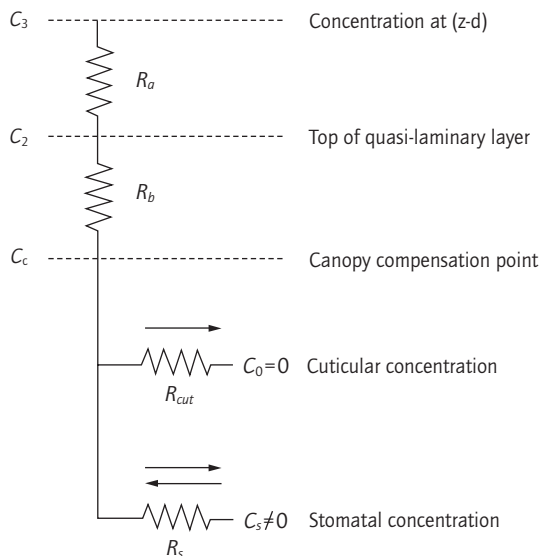 C3 Concentration at (z-d)
Ra
C2 Top of quasi-laminary layer
Rb
Cc Canopy compensation point
C0=0 Cuticular concentration
Rcut
Cs≠0 Stomatal concentration
Rs